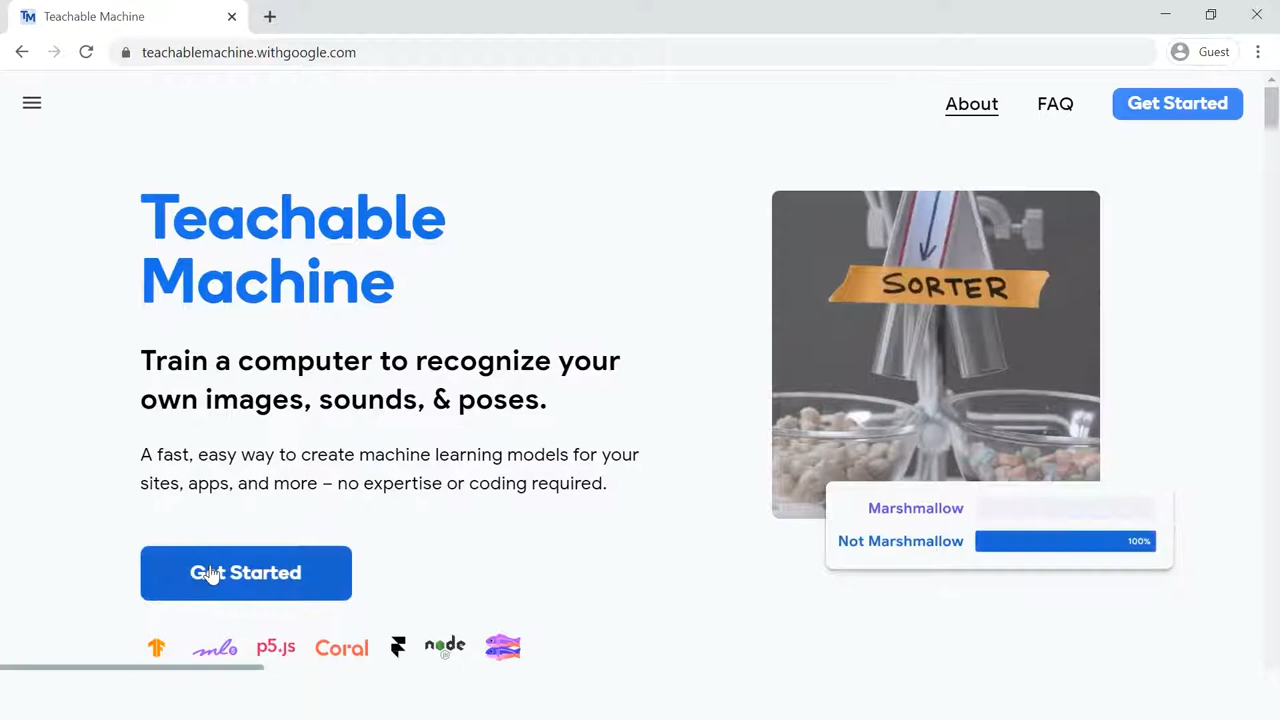 TM Teachable Machine
teachablemachine.withgoogle.com
Guest
About FAQ Get Started
Teachable
Machine
Train a computer to recognize your
own images, sounds, & poses.
A fast, easy way to create machine learning models for your
sites, apps, and more – no expertise or coding required.
Get Started
ml5 p5.js Coral node
SORTER
Marshmallow
Not Marshmallow 100%